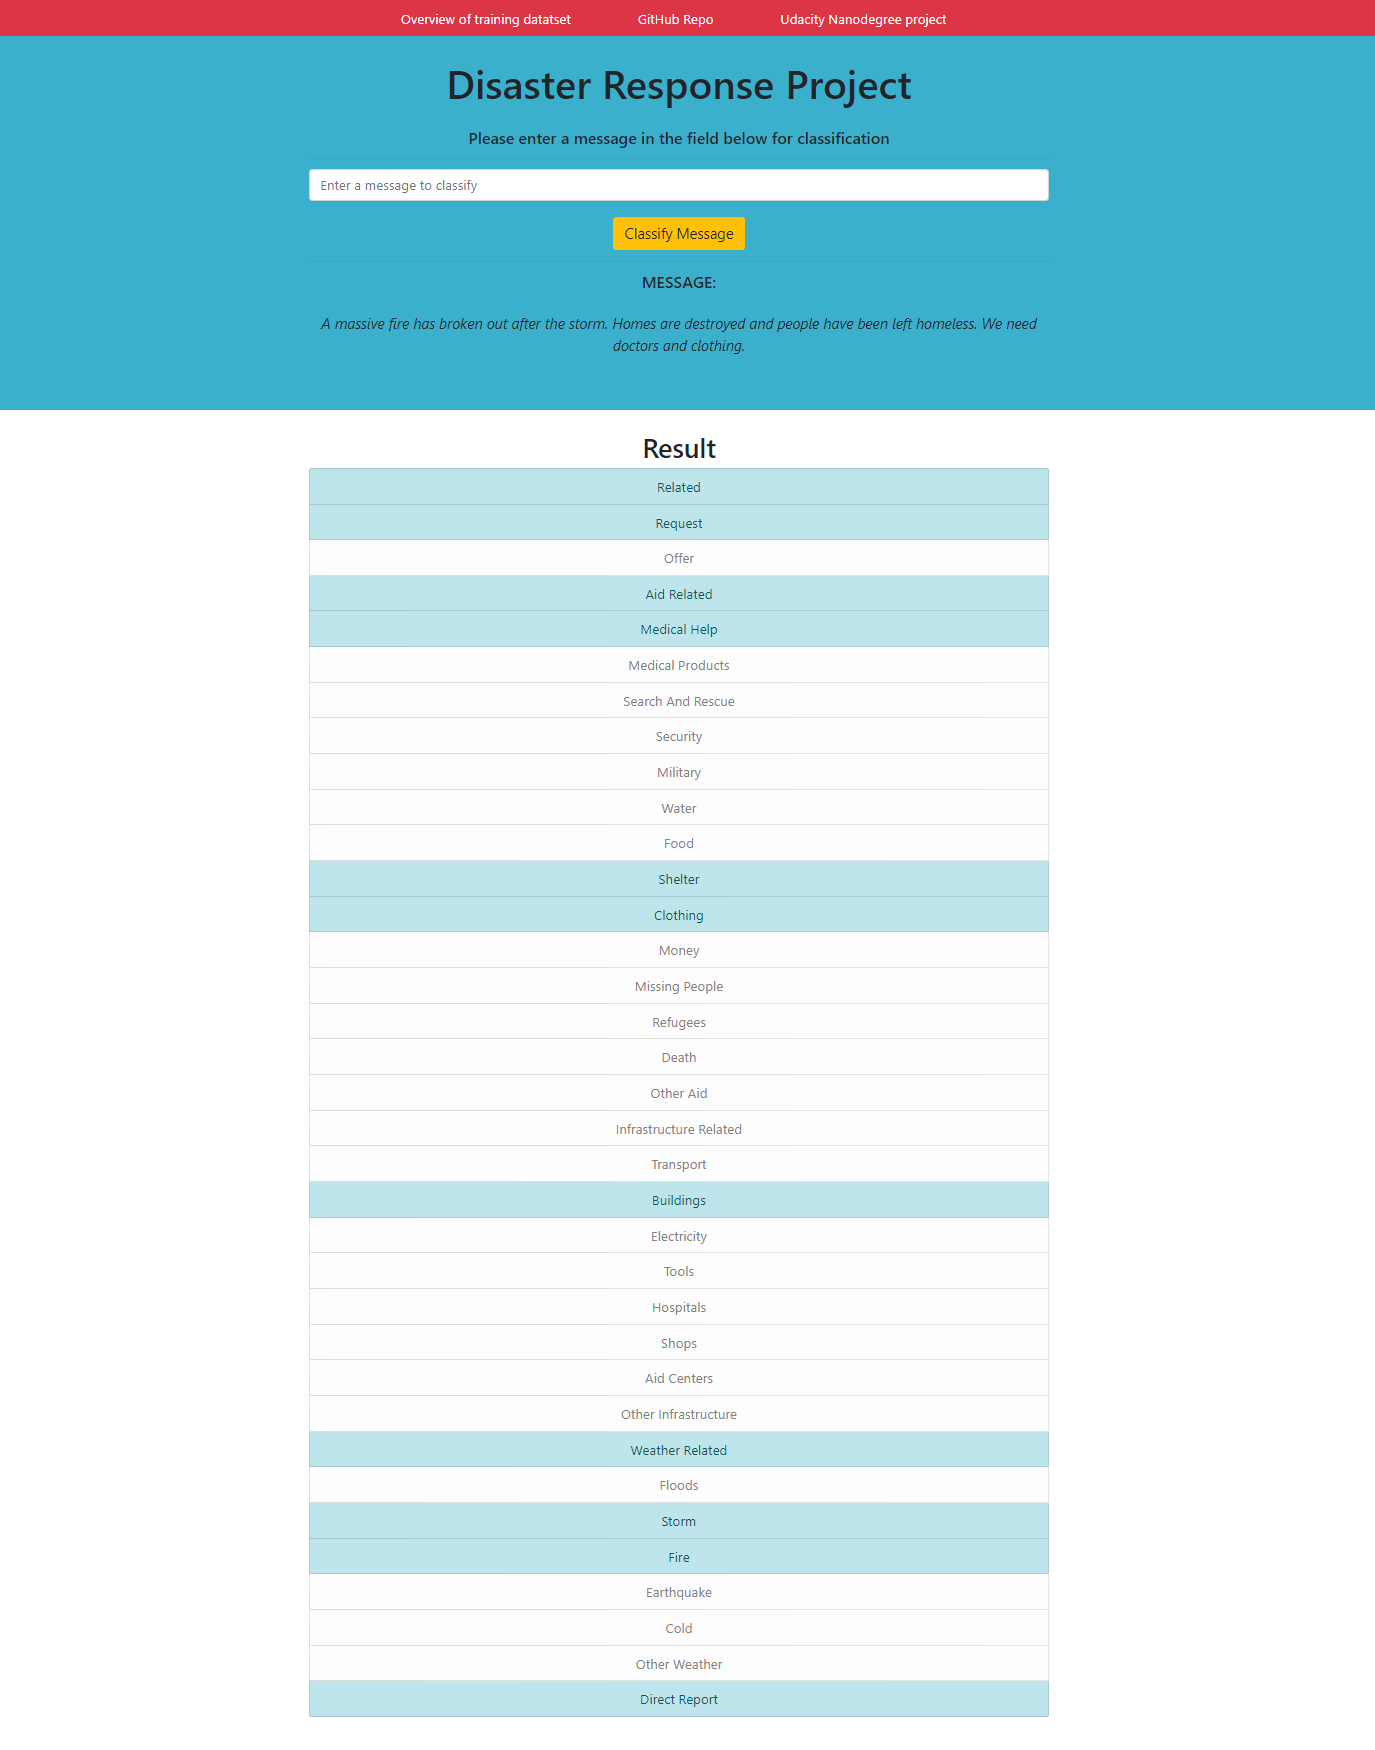 Overview of training datatset GitHub Repo Udacity Nanodegree project
Disaster Response Project
Please enter a message in the field below for classification
Enter a message to classify
Classify Message
MESSAGE:
A massive fire has broken out after the storm. Homes are destroyed and people have been left homeless. We need
doctors and clothing.
Result
Related
Request
Offer
Aid Related
Medical Help
Medical Products
Search And Rescue
Security
Military
Water
Food
Shelter
Clothing
Money
Missing People
Refugees
Death
Other Aid
Infrastructure Related
Transport
Buildings
Electricity
Tools
Hospitals
Shops
Aid Centers
Other Infrastructure
Weather Related
Floods
Storm
Fire
Earthquake
Cold
Other Weather
Direct Report